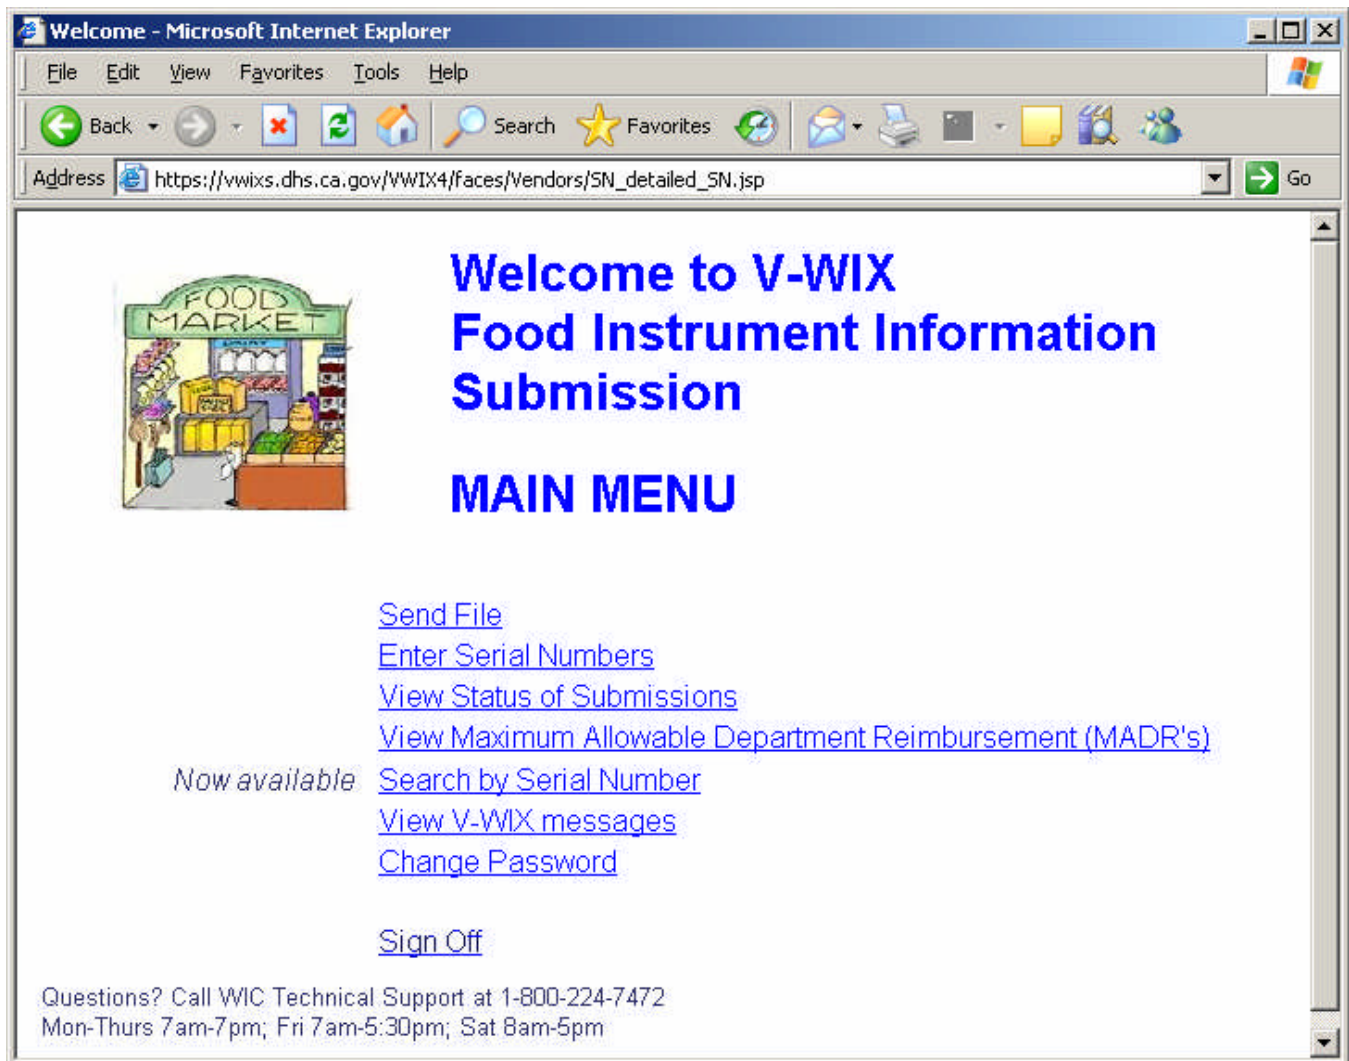 Welcome - Microsoft Internet Explorer
File Edit View Favorites Tools Help
Back Search Favorites
Address https://vwixs.dhs.ca.gov/VWIX4/faces/Vendors/SN_detailed_SN.jsp Go
FOOD
MARKET
Welcome to V-WIX
Food Instrument Information
Submission
MAIN MENU
Send File
Enter Serial Numbers
View Status of Submissions
View Maximum Allowable Department Reimbursement (MADR's)
Now available Search by Serial Number
View V-WIX messages
Change Password
Sign Off
Questions? Call WIC Technical Support at 1-800-224-7472
Mon-Thurs 7am-7pm; Fri 7am-5:30pm; Sat 8am-5pm